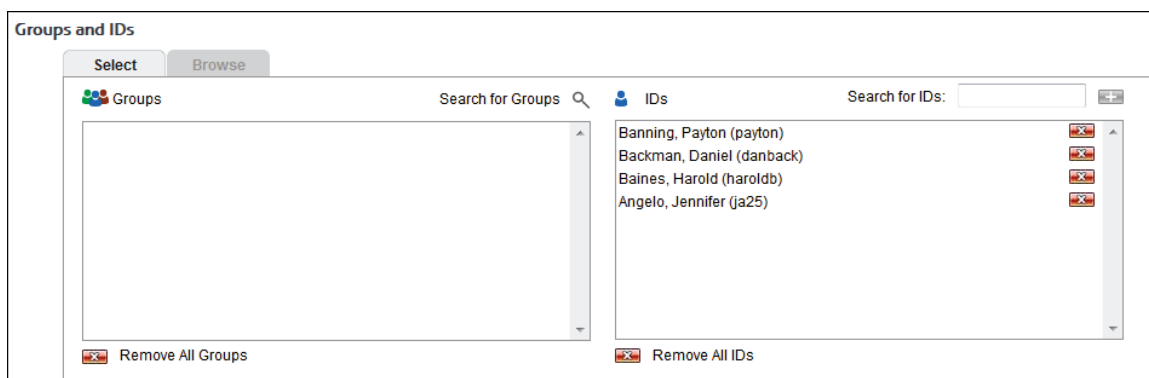 Groups and IDs
Select Browse
Groups Search for Groups IDs Search for IDs:
Banning, Payton (payton)
Backman, Daniel (danback)
Baines, Harold (haroldb)
Angelo, Jennifer (ja25)
Remove All Groups Remove All IDs